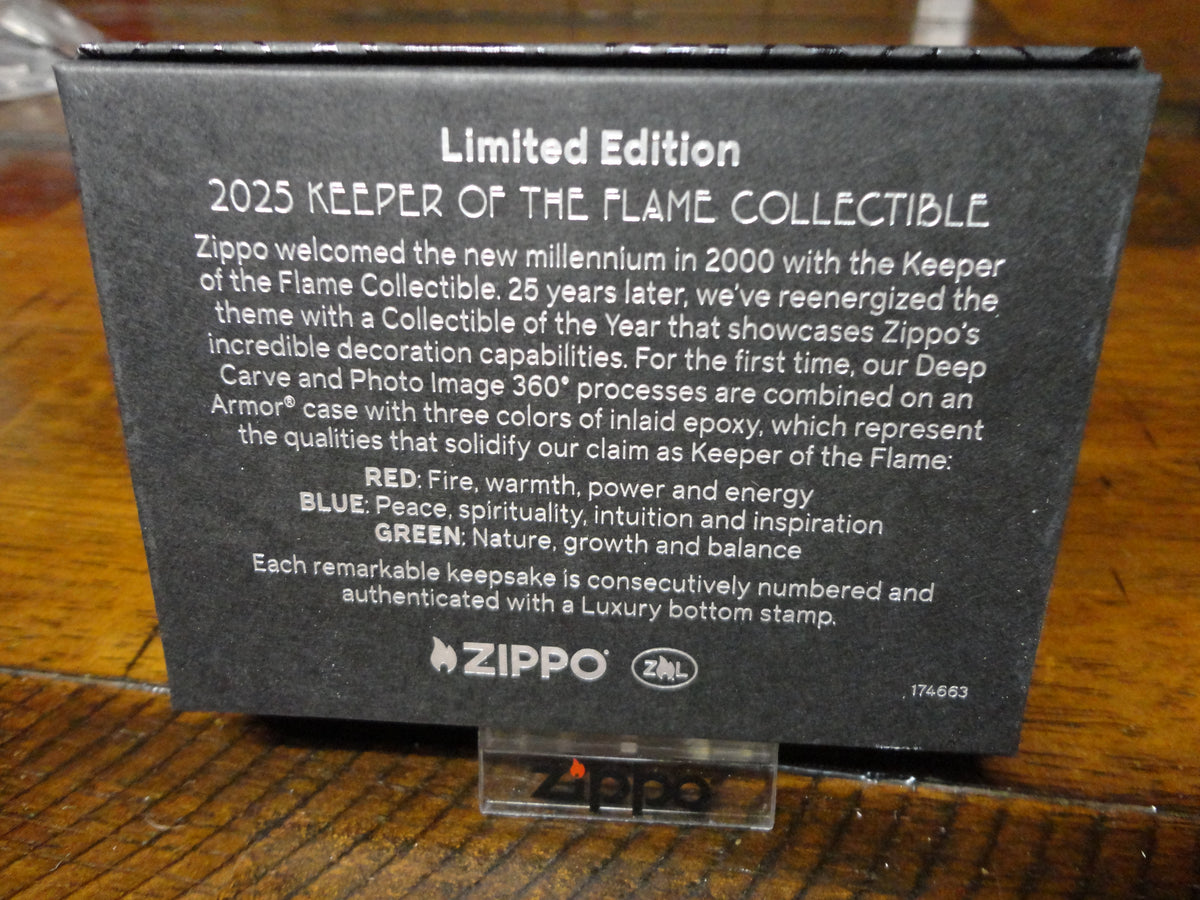 Limited Edition
2025 KEEPER OF THE FLAME COLLECTIBLE
Zippo welcomed the new millennium in 2000 with the Keeper
of the Flame Collectible. 25 years later, we've reenergized the
theme with a Collectible of the Year that showcases Zippo's
incredible decoration capabilities. For the first time, our Deep
Carve and Photo Image 360° processes are combined on an
Armor® case with three colors of inlaid epoxy, which represent
the qualities that solidify our claim as Keeper of the Flame:
RED: Fire, warmth, power and energy
BLUE: Peace, spirituality, intuition and inspiration
GREEN: Nature, growth and balance
Each remarkable keepsake is consecutively numbered and
authenticated with a Luxury bottom stamp.
ZIPPO ZL
174663
Zippo